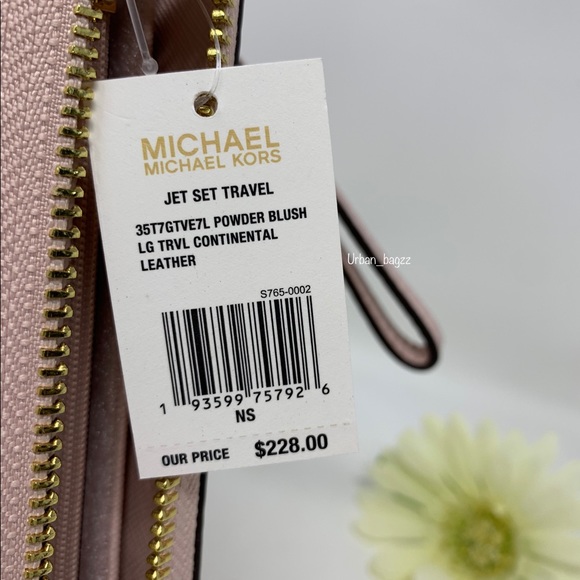 MICHAEL
MICHAEL KORS
JET SET TRAVEL
35T7GTVE7L POWDER BLUSH
LG TRVL CONTINENTAL
LEATHER
S765-0002
1 93599 75792 6
NS
OUR PRICE $228.00
Urban_bagzz